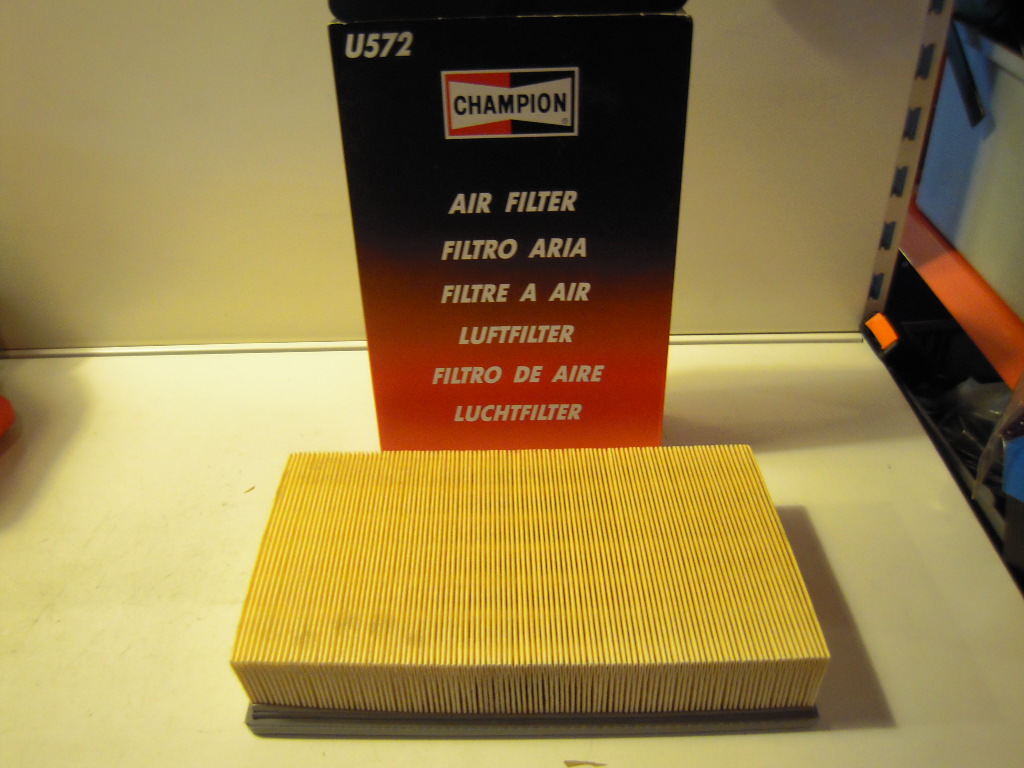 U572
CHAMPION
®
AIR FILTER
FILTRO ARIA
FILTRE A AIR
LUFTFILTER
FILTRO DE AIRE
LUCHTFILTER